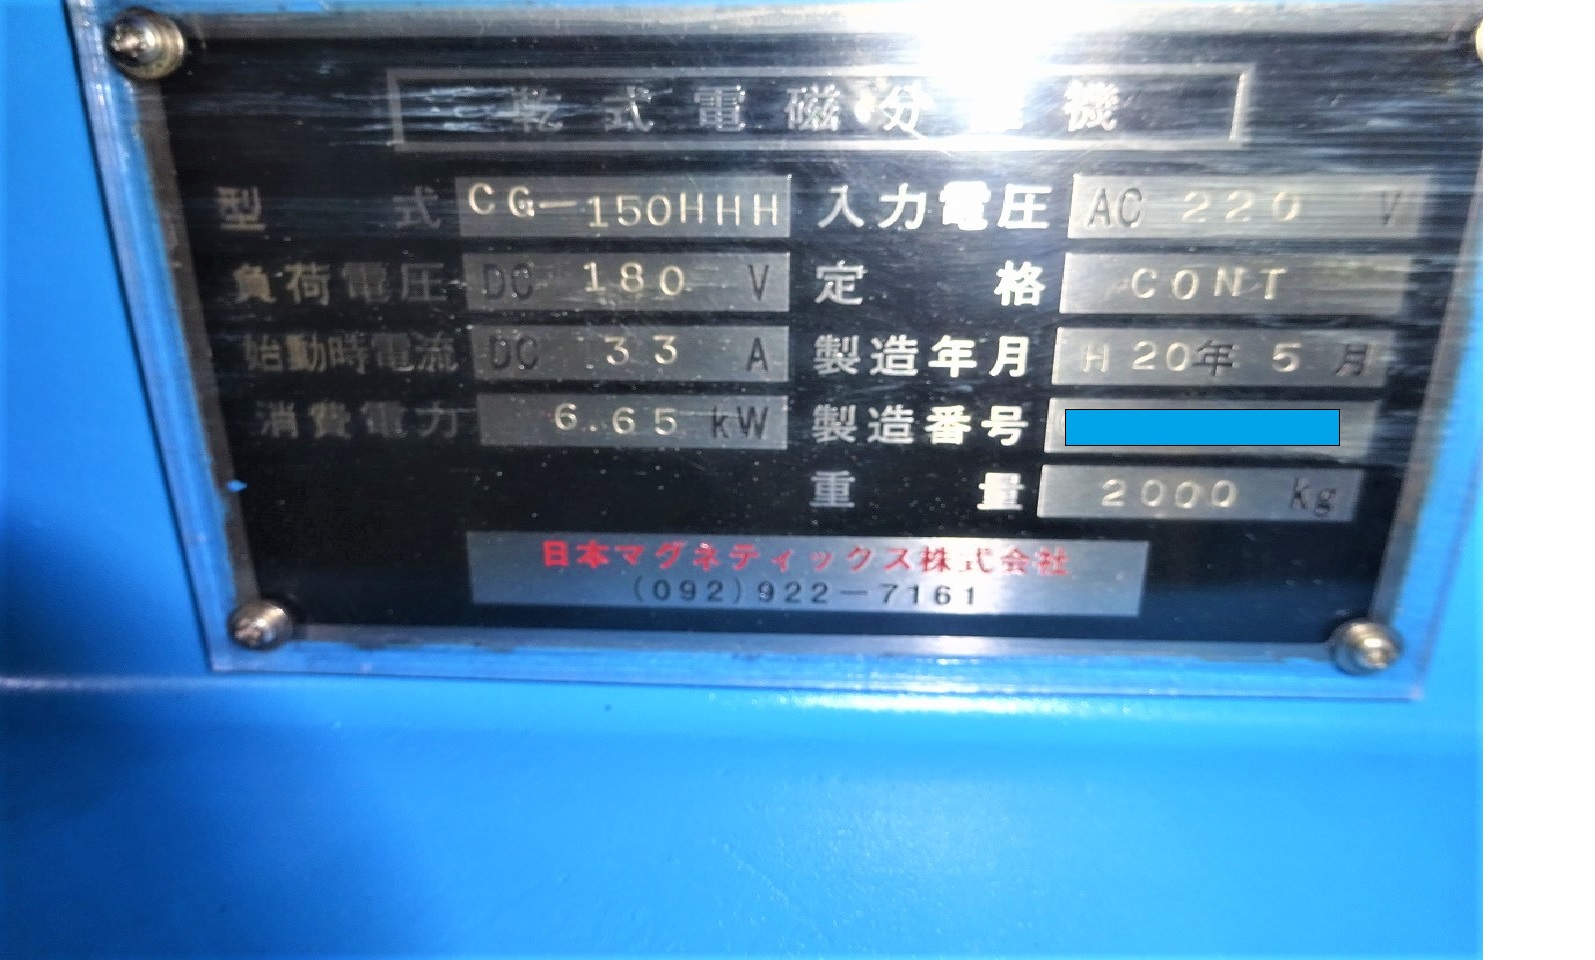 乾式電磁分離機
型式 CG-150HHH 入力電圧 AC 220 V
負荷電圧 DC 180 V 定格 CONT
始動時電流 DC 33 A 製造年月 H20年5月
消費電力 6.65 kW 製造番号
重量 2000 kg
日本マグネティックス株式会社
(092)922-7161